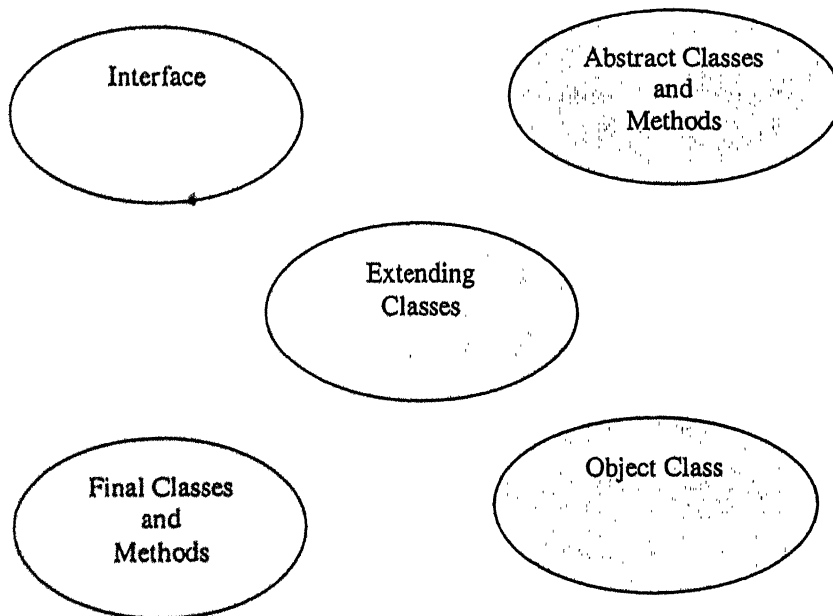 Interface
Abstract Classes
and
Methods
Extending
Classes
Final Classes
and
Methods
Object Class